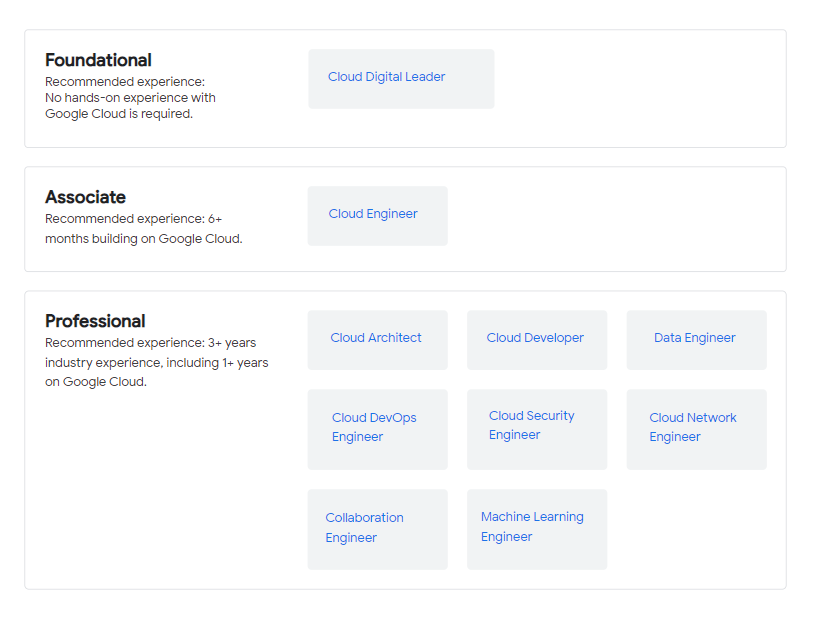 Foundational
Recommended experience:
No hands-on experience with
Google Cloud is required.
Cloud Digital Leader
Associate
Recommended experience: 6+
months building on Google Cloud.
Cloud Engineer
Professional
Recommended experience: 3+ years
industry experience, including 1+ years
on Google Cloud.
Cloud Architect
Cloud Developer
Data Engineer
Cloud DevOps
Engineer
Cloud Security
Engineer
Cloud Network
Engineer
Collaboration
Engineer
Machine Learning
Engineer